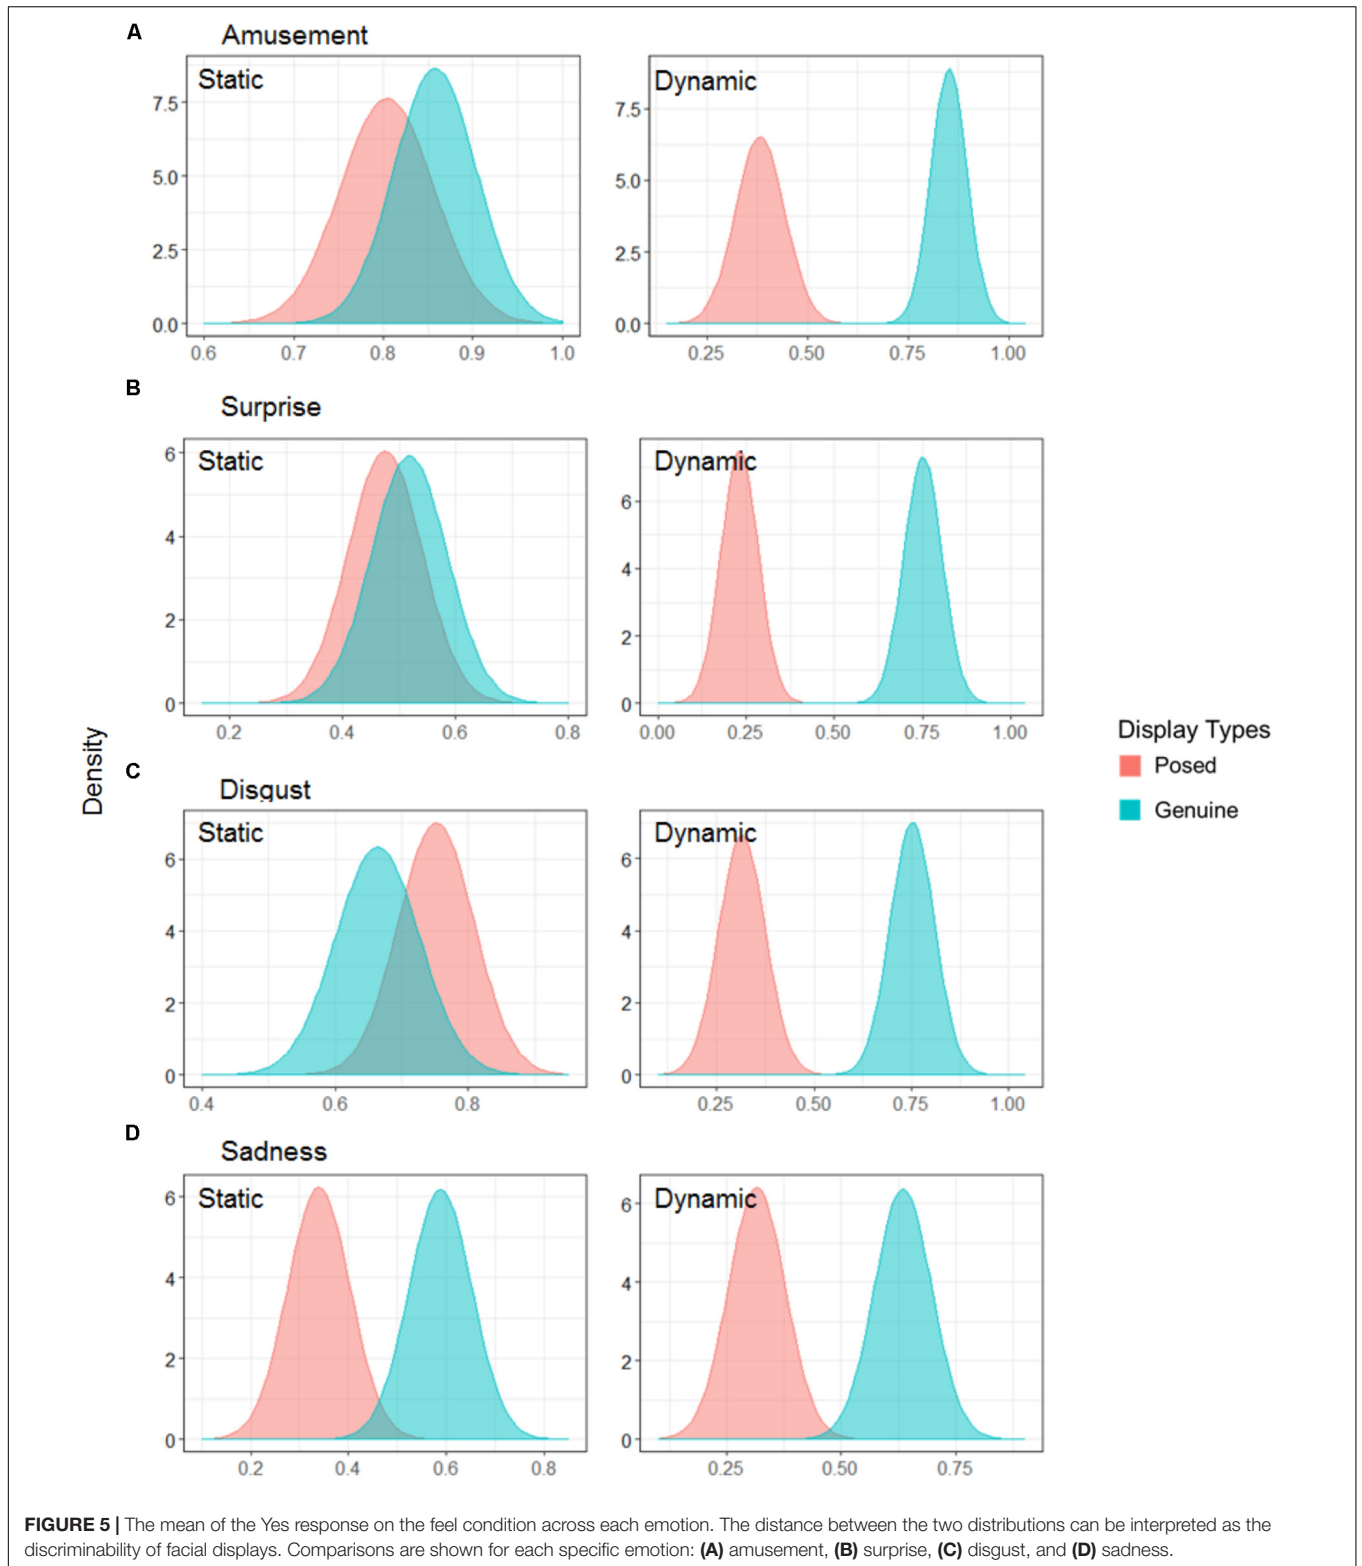 A
Amusement
Static
Dynamic
7.5
5.0
2.5
0.0
0.6 0.7 0.8 0.9 1.0
7.5
5.0
2.5
0.0
0.25 0.50 0.75 1.00
B
Surprise
Static
Dynamic
6
4
2
0
0.2 0.4 0.6 0.8
6
4
2
0
0.00 0.25 0.50 0.75 1.00
Density
Display Types
Posed
Genuine
C
Disgust
Static
Dynamic
6
4
2
0
0.4 0.6 0.8
6
4
2
0
0.25 0.50 0.75 1.00
D
Sadness
Static
Dynamic
6
4
2
0
0.2 0.4 0.6 0.8
6
4
2
0
0.25 0.50 0.75
FIGURE 5 | The mean of the Yes response on the feel condition across each emotion. The distance between the two distributions can be interpreted as the
discriminability of facial displays. Comparisons are shown for each specific emotion: (A) amusement, (B) surprise, (C) disgust, and (D) sadness.